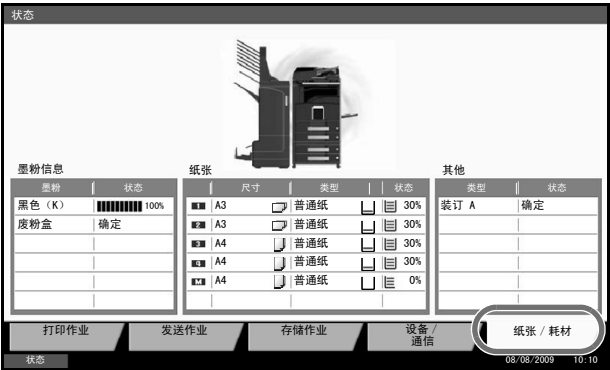 状态
墨粉信息
墨粉 状态
黑色（K） 100%
废粉盒 确定
纸张
尺寸 类型 状态
1 A3 普通纸 30%
2 A3 普通纸 30%
3 A4 普通纸 30%
4 A4 普通纸 30%
M A4 普通纸 0%
其他
类型 状态
装订 A 确定
打印作业 发送作业 存储作业 设备/ 纸张 / 耗材
通信
状态 08/08/2009 10:10